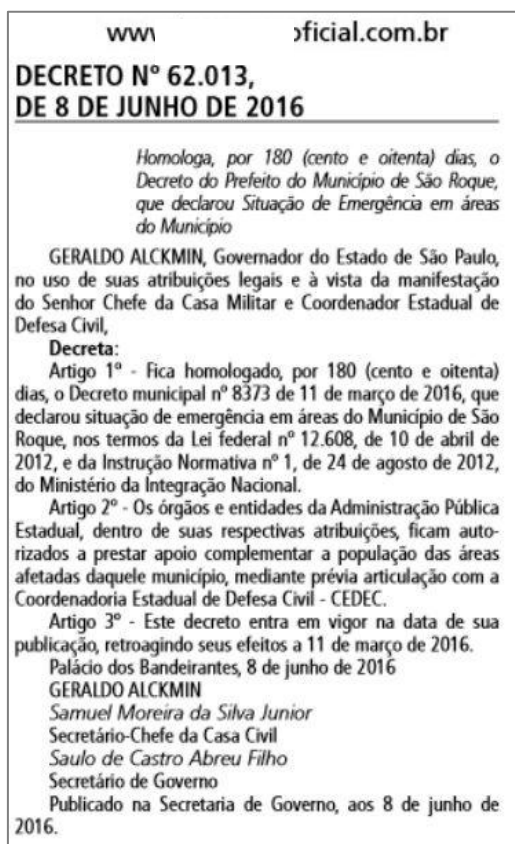 www oficial.com.br
DECRETO Nº 62.013,
DE 8 DE JUNHO DE 2016
Homologa, por 180 (cento e oitenta) dias, o
Decreto do Prefeito do Município de São Roque,
que declarou Situação de Emergência em áreas
do Município
GERALDO ALCKMIN, Governador do Estado de São Paulo,
no uso de suas atribuições legais e à vista da manifestação
do Senhor Chefe da Casa Militar e Coordenador Estadual de
Defesa Civil,
Decreta:
Artigo 1º - Fica homologado, por 180 (cento e oitenta)
dias, o Decreto municipal nº 8373 de 11 de março de 2016, que
declarou situação de emergência em áreas do Município de São
Roque, nos termos da Lei federal nº 12.608, de 10 de abril de
2012, e da Instrução Normativa nº 1, de 24 de agosto de 2012,
do Ministério da Integração Nacional.
Artigo 2º - Os órgãos e entidades da Administração Pública
Estadual, dentro de suas respectivas atribuições, ficam auto-
rizados a prestar apoio complementar a população das áreas
afetadas daquele município, mediante prévia articulação com a
Coordenadoria Estadual de Defesa Civil - CEDEC.
Artigo 3º - Este decreto entra em vigor na data de sua
publicação, retroagindo seus efeitos a 11 de março de 2016.
Palácio dos Bandeirantes, 8 de junho de 2016
GERALDO ALCKMIN
Samuel Moreira da Silva Junior
Secretário-Chefe da Casa Civil
Saulo de Castro Abreu Filho
Secretário de Governo
Publicado na Secretaria de Governo, aos 8 de junho de
2016.